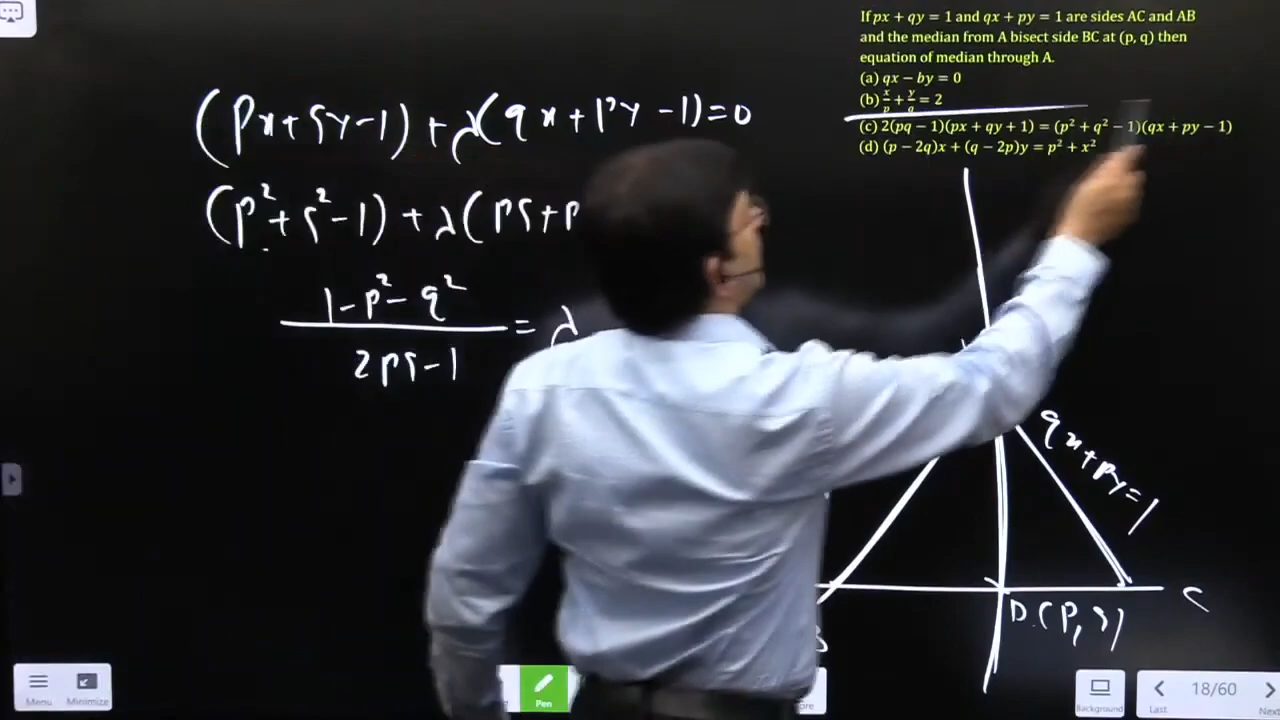 If px + qy = 1 and qx + py = 1 are sides AC and AB
and the median from A bisect side BC at (p, q) then
equation of median through A.
(a) qx − by = 0
(b) x/p + y/q = 2
(c) 2(pq − 1)(px + qy + 1) = (p² + q² − 1)(qx + py − 1)
(d) (p − 2q)x + (q − 2p)y = p² + x²
(px+qy-1) + λ(qx+py-1)=0
(p²+q²-1) + λ(pq+p
1-p²-q² / 2pq-1 = λ
qx+py=1
D(p,q)
C
B
Menu
Minimize
Pen
Background
Last
18/60
Next